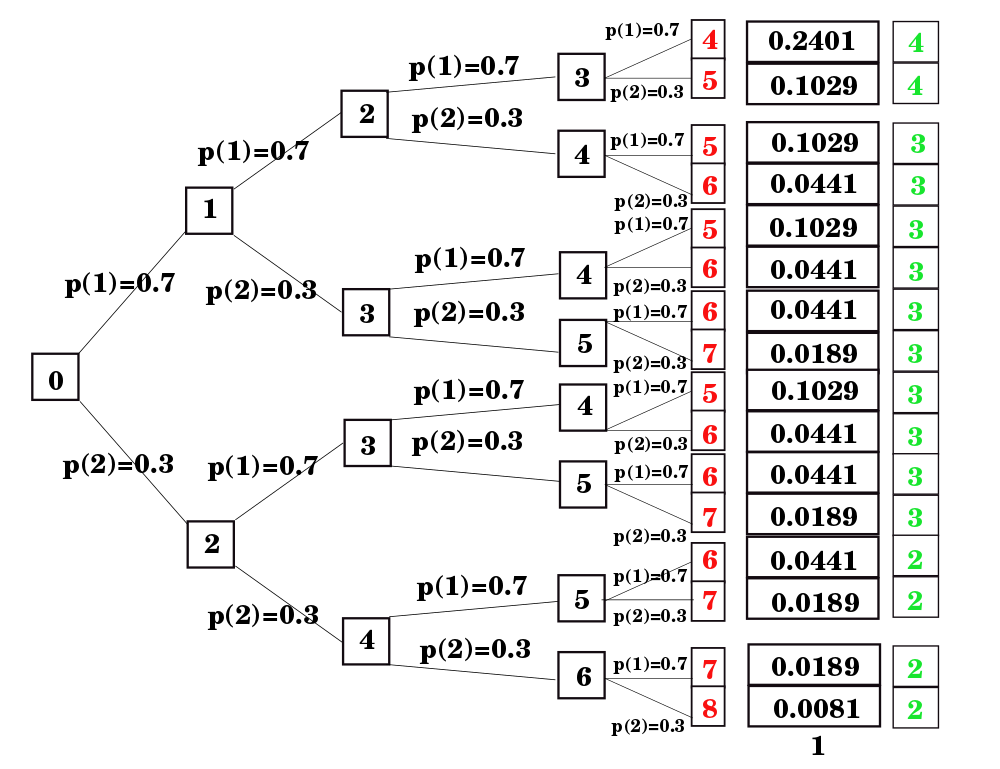 p(1)=0.7 4 0.2401 4
p(1)=0.7 3
p(2)=0.3 5 0.1029 4
2 p(2)=0.3
p(1)=0.7 4 p(1)=0.7 5 0.1029 3
p(2)=0.3 6 0.0441 3
1
p(1)=0.7 p(1)=0.7 5 0.1029 3
p(2)=0.3 4 p(2)=0.3 6 0.0441 3
p(1)=0.7 3 p(2)=0.3 p(1)=0.7 6 0.0441 3
5 p(2)=0.3 7 0.0189 3
0
p(1)=0.7 4 p(1)=0.7 5 0.1029 3
3 p(2)=0.3 p(2)=0.3 6 0.0441 3
p(2)=0.3 p(1)=0.7 5 p(1)=0.7 6 0.0441 3
p(2)=0.3 7 0.0189 3
2
p(1)=0.7 5 p(1)=0.7 6 0.0441 2
p(2)=0.3 p(2)=0.3 7 0.0189 2
4 p(2)=0.3
6 p(1)=0.7 7 0.0189 2
p(2)=0.3 8 0.0081 2
1